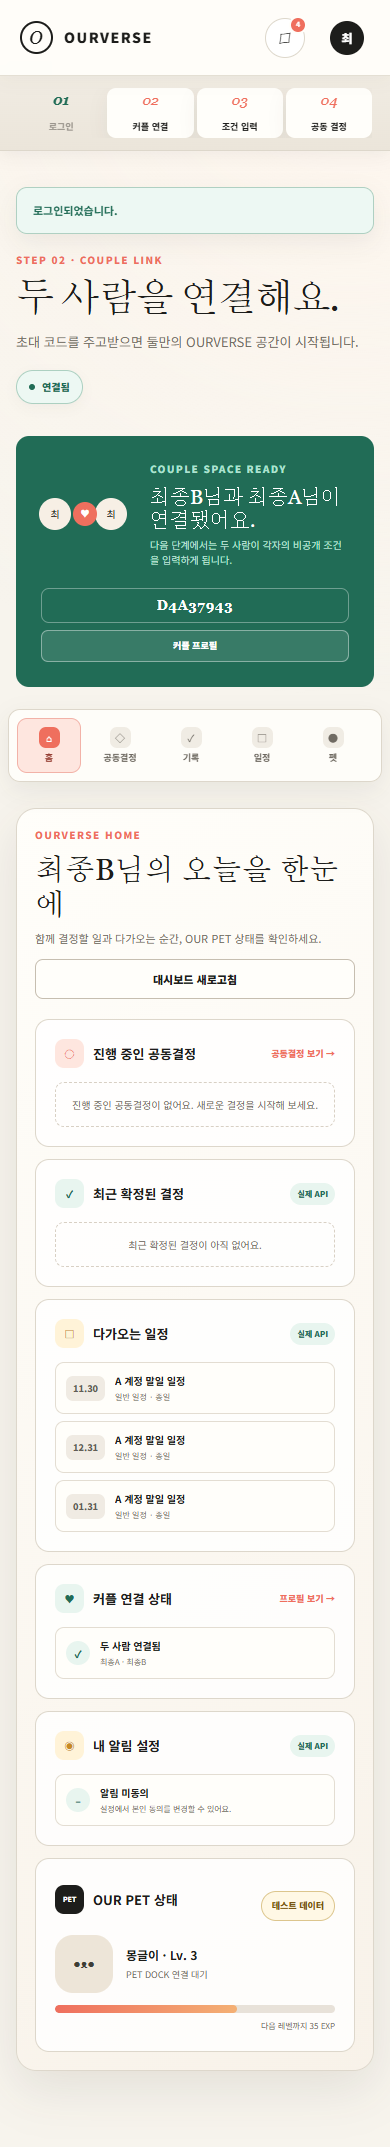 O OURVERSE
4
최
01
로그인
02
커플 연결
03
조건 입력
04
공동 결정
로그인되었습니다.
STEP 02 · COUPLE LINK
두 사람을 연결해요.
초대 코드를 주고받으면 둘만의 OURVERSE 공간이 시작됩니다.
연결됨
최 ♥ 최
COUPLE SPACE READY
최종B님과 최종A님이
연결됐어요.
다음 단계에서는 두 사람이 각자의 비공개 조건
을 입력하게 됩니다.
D4A37943
커플 프로필
홈
공동결정
기록
일정
펫
OURVERSE HOME
최종B님의 오늘을 한눈
에
함께 결정할 일과 다가오는 순간, OUR PET 상태를 확인하세요.
대시보드 새로고침
진행 중인 공동결정
공동결정 보기 →
진행 중인 공동결정이 없어요. 새로운 결정을 시작해 보세요.
최근 확정된 결정
실제 API
최근 확정된 결정이 아직 없어요.
다가오는 일정
실제 API
11.30
A 계정 말일 일정
일반 일정 · 종일
12.31
A 계정 말일 일정
일반 일정 · 종일
01.31
A 계정 말일 일정
일반 일정 · 종일
커플 연결 상태
프로필 보기 →
두 사람 연결됨
최종A · 최종B
내 알림 설정
실제 API
알림 미동의
설정에서 본인 동의를 변경할 수 있어요.
PET
OUR PET 상태
테스트 데이터
몽글이 · Lv. 3
PET DOCK 연결 대기
다음 레벨까지 35 EXP